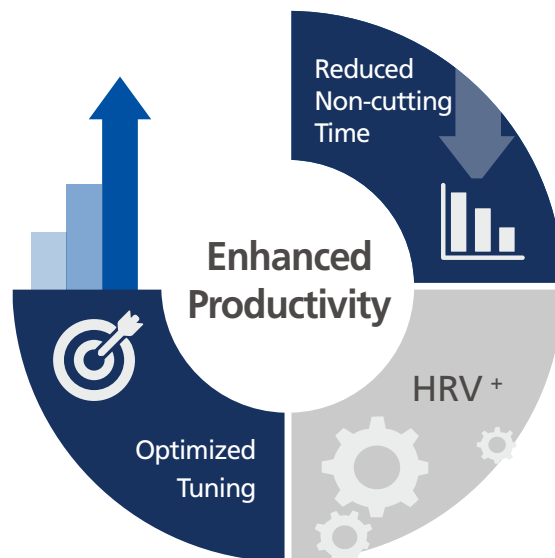 Reduced
Non-cutting
Time
Enhanced
Productivity
HRV +
Optimized
Tuning